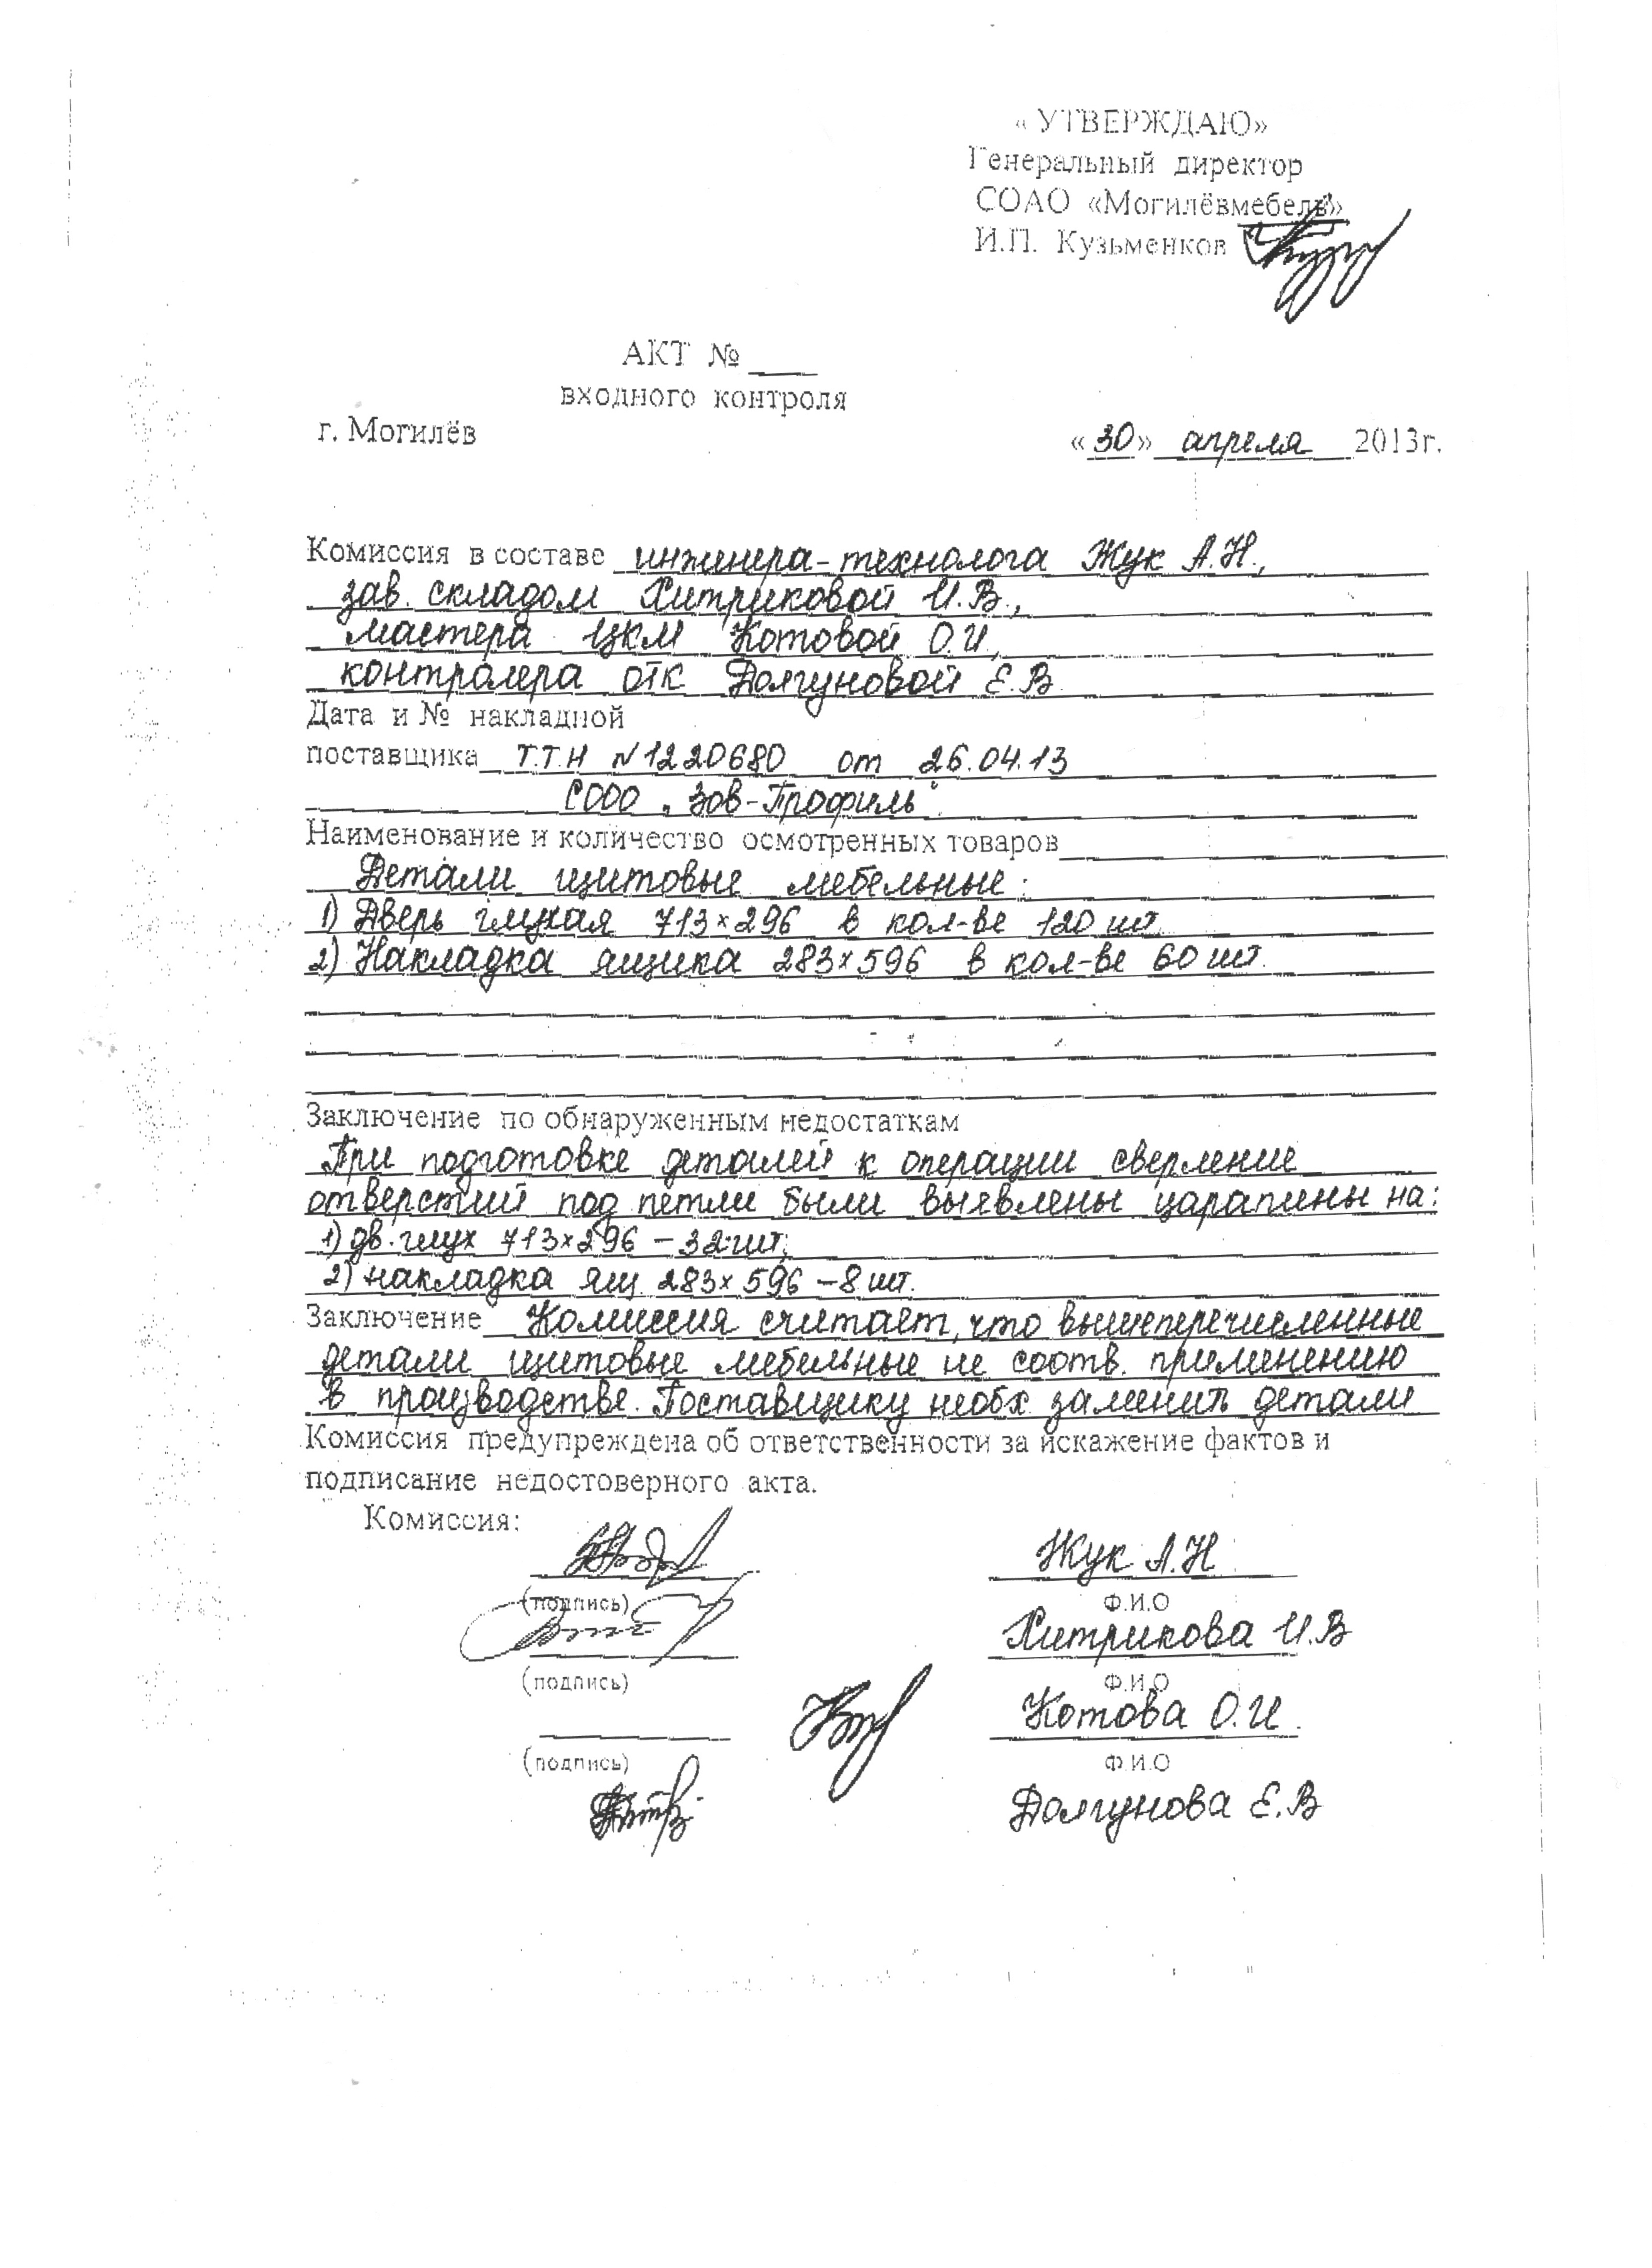 « УТВЕРЖДАЮ»
Генеральный директор
СОАО «Могилёвмебель»
И.П. Кузьменков
АКТ № ___
входного контроля
г. Могилёв
«30» апреля 2013г.
Комиссия в составе инженера-технолога Жук А.Н.,
зав. складом Хитриковой И.В.,
мастера ЦКМ Котовой О.И,
контролера ОТК Долгуновой Е.В
Дата и № накладной
поставщика Т.Т.Н №1220680 от 26.04.13
СООО „Зов-Профиль".
Наименование и количество осмотренных товаров
Детали щитовые мебельные:
1) Дверь глухая 713×296 в кол-ве 120 шт.
2) Накладка ящика 283×596 в кол-ве 60 шт.
Заключение по обнаруженным недостаткам
При подготовке деталей к операции сверление
отверстий под петли были выявлены царапины на:
1) дв. глух 713×296 – 32 шт;
2) накладка ящ 283×596 – 8 шт.
Заключение Комиссия считает, что вышеперечисленные
детали щитовые мебельные не соотв. применению
в производстве. Поставщику необх заменить детали
Комиссия предупреждена об ответственности за искажение фактов и
подписание недостоверного акта.
Комиссия:
Жук А.Н
(подпись) Ф.И.О
Хитрикова И.В
(подпись) Ф.И.О
Котова О.И.
(подпись) Ф.И.О
Долгунова Е.В